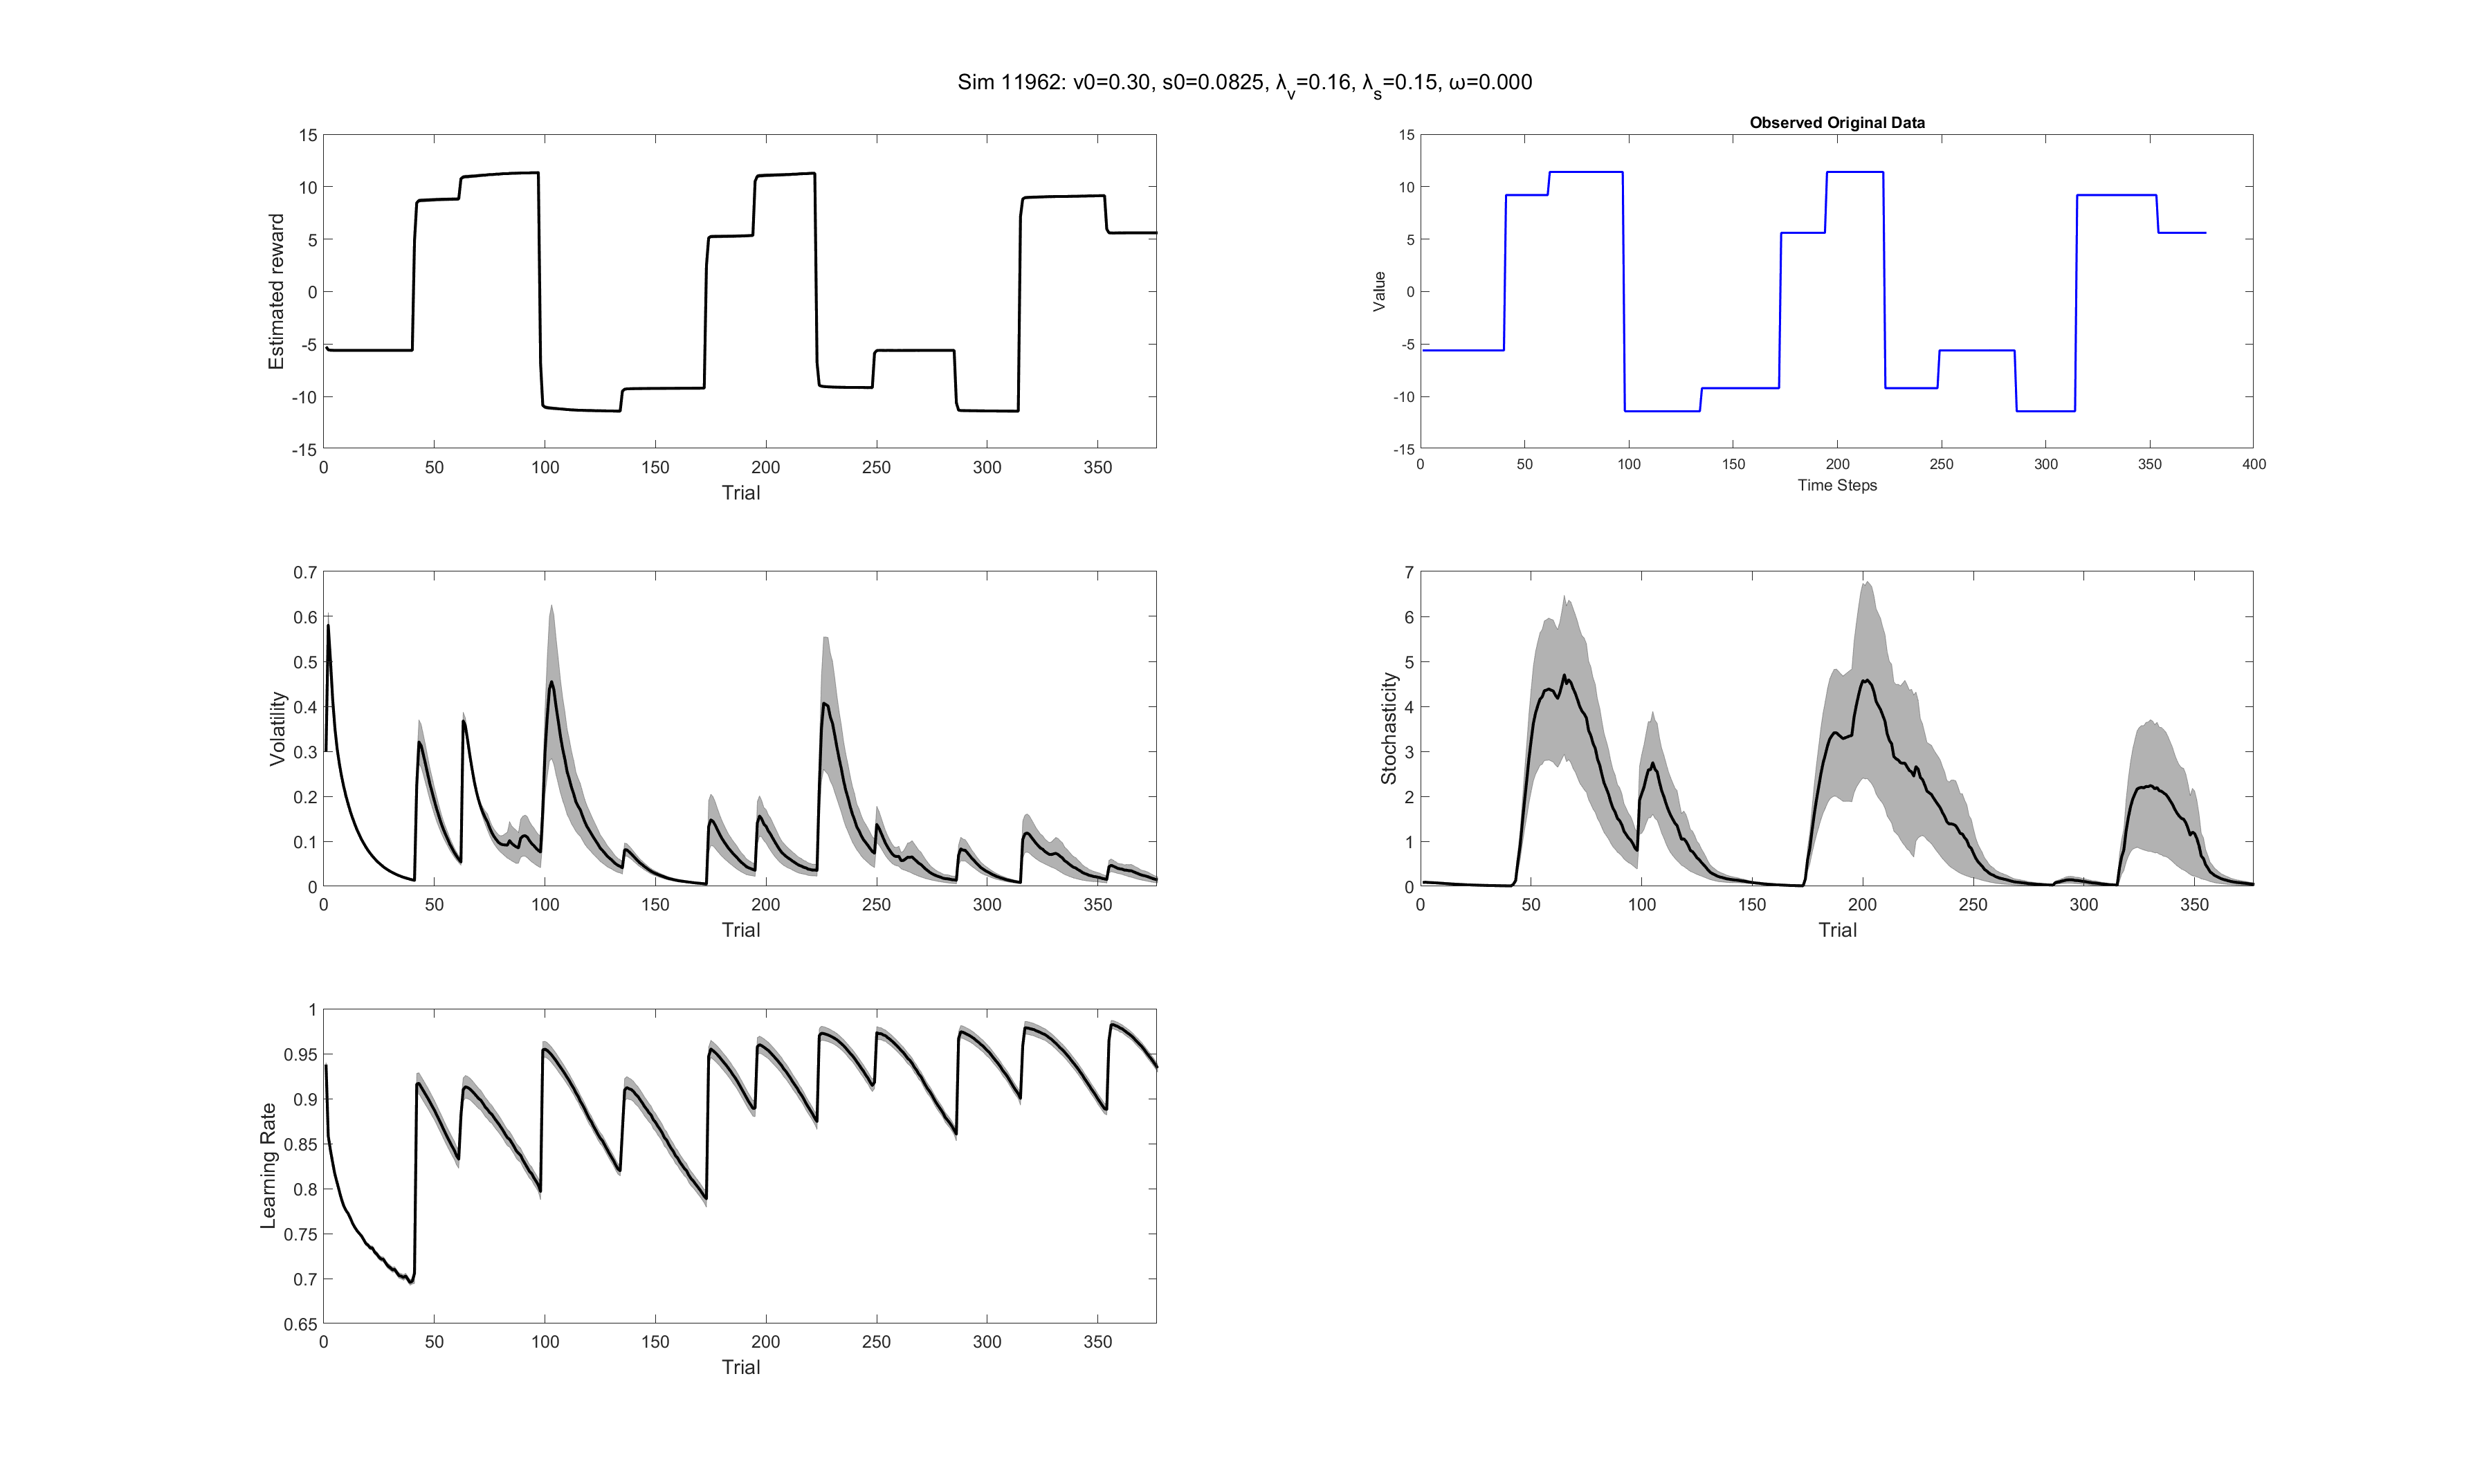 Sim 11962: v0=0.30, s0=0.0825, λv=0.16, λs=0.15, ω=0.000
Estimated reward
15
10
5
0
-5
-10
-15
0 50 100 150 200 250 300 350
Trial
Observed Original Data
Value
15
10
5
0
-5
-10
-15
0 50 100 150 200 250 300 350 400
Time Steps
Volatility
0.7
0.6
0.5
0.4
0.3
0.2
0.1
0
0 50 100 150 200 250 300 350
Trial
Stochasticity
7
6
5
4
3
2
1
0
0 50 100 150 200 250 300 350
Trial
Learning Rate
1
0.95
0.9
0.85
0.8
0.75
0.7
0.65
0 50 100 150 200 250 300 350
Trial